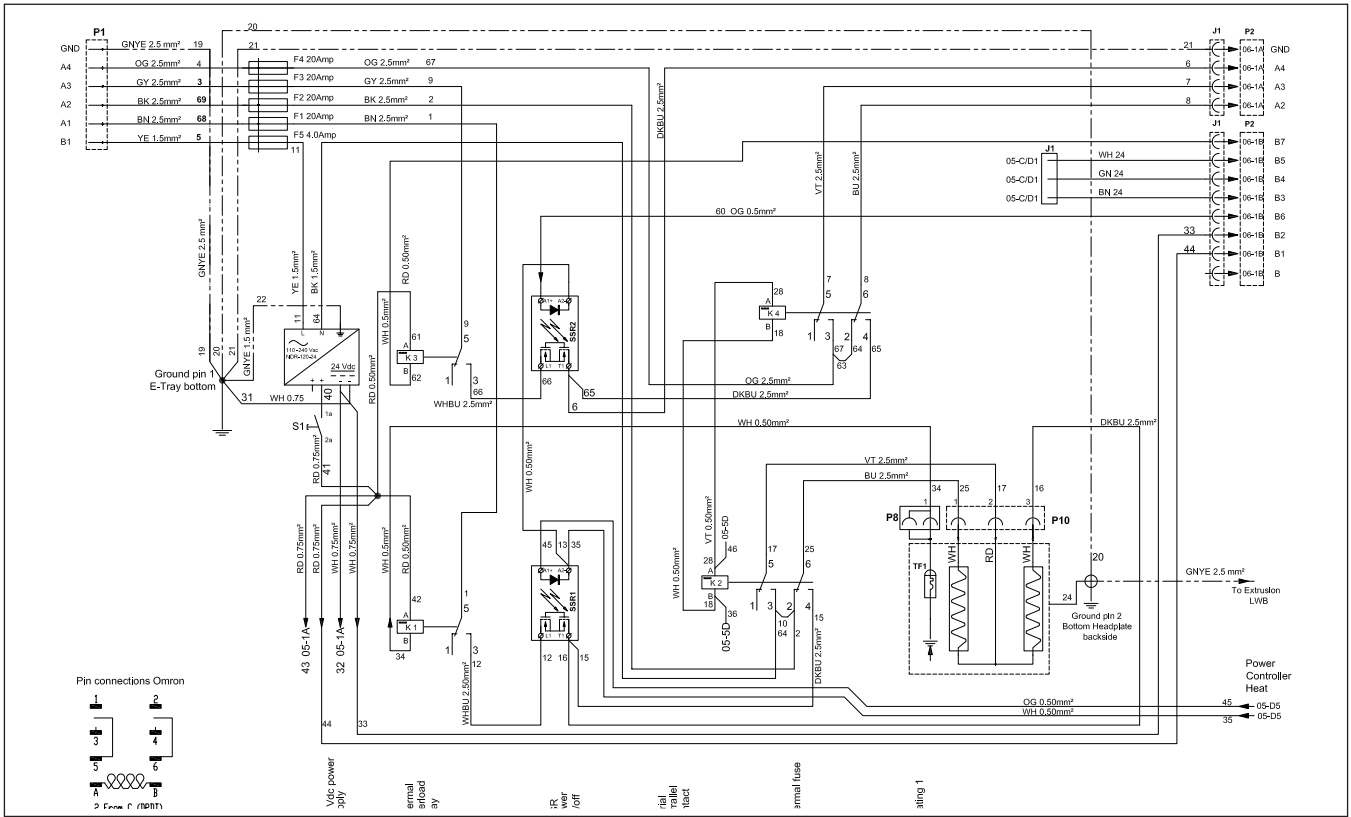 20
P1
GND GNYE 2.5 mm² 19 21
A4 OG 2.5mm² 4 F4 20Amp OG 2,5mm² 67
A3 GY 2.5mm² 3 F3 20Amp GY 2.5mm² 9
A2 BK 2.5mm² 69 F2 20Amp BK 2.5mm² 2
A1 BN 2.5mm² 68 F1 20Amp BN 2.5mm² 1
B1 YE 1.5mm² 5 F5 4.0Amp
11
J1 P2
21 06-1A GND
6 06-1A A4
7 06-1A A3
8 06-1A A2
J1 P2
06-1B B7
06-1B B5
06-1B B4
06-1B B3
06-1B B6
33 06-1B B2
44 06-1B B1
06-1B B
J1
05-C/D1 WH 24
05-C/D1 GN 24
05-C/D1 BN 24
DKBU 2.5mm²
VT 2.5mm²
BU 2.5mm²
60 OG 0.5mm²
GNYE 2.5 mm²
YE 1.5mm²
BK 1.5mm²
RD 0.50mm²
22
GNYE 1.5 mm²
19
20
21
Ground pin 1
E-Tray bottom
11 64
L N
110-240 Vac
NDR-120-24
24 Vdc
+ + - -
31 WH 0.75
40
S1
1a
2a
RD 0.75mm²
41
RD 0.50mm²
WH 0.5mm²
61
A
K 3
B
62
9
5
1 3
66
WHBU 2.5mm²
A1+ A2-
SSR2
L1 T1
66
65
6
28
A
K 4
B
18
7
5
8
6
1 3 2 4
67 64 65
63
OG 2.5mm²
DKBU 2.5mm²
WH 0.50mm²
DKBU 2.5mm²
VT 2.5mm²
BU 2.5mm²
WH 0.50mm²
VT 0.50mm²
WH 0.50mm²
34
25
17
16
P8
1
1 2 3
P10
WH
RD
WH
TF1
20
GNYE 2.5 mm²
To Extrusion
LWB
24
Ground pin 2
Bottom Headplate
backside
RD 0.75mm²
RD 0.75mm²
WH 0.75mm²
WH 0.75mm²
WH 0.5mm²
RD 0.50mm²
43 05-1A
32 05-1A
42
A
K 1
B
34
1
5
1 3
12
WHBU 2.50mm²
45 13 35
A1+ A2-
SSR1
L1 T1
12 16 15
05-5D
46
28
A
K 2
B
18
36
05-5D
17
5
25
6
1 3 2 4
10
64 2
15
DKBU 2.5mm²
Power
Controller
Heat
OG 0.50mm² 45 05-D5
WH 0.50mm² 35 05-D5
44 33
Pin connections Omron
1 2
3 4
5 6
A B
Vdc power